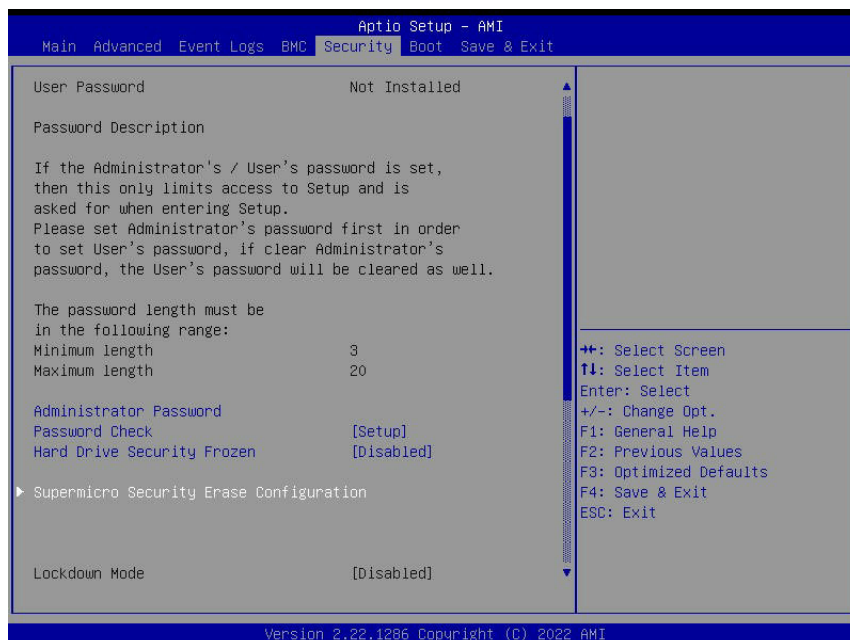 Aptio Setup – AMI
Main Advanced Event Logs BMC Security Boot Save & Exit
User Password Not Installed
Password Description
If the Administrator's / User's password is set,
then this only limits access to Setup and is
asked for when entering Setup.
Please set Administrator's password first in order
to set User's password, if clear Administrator's
password, the User's password will be cleared as well.
The password length must be
in the following range:
Minimum length 3
Maximum length 20
Administrator Password
Password Check [Setup]
Hard Drive Security Frozen [Disabled]
Supermicro Security Erase Configuration
Lockdown Mode [Disabled]
→←: Select Screen
↑↓: Select Item
Enter: Select
+/-: Change Opt.
F1: General Help
F2: Previous Values
F3: Optimized Defaults
F4: Save & Exit
ESC: Exit
Version 2.22.1286 Copyright (C) 2022 AMI